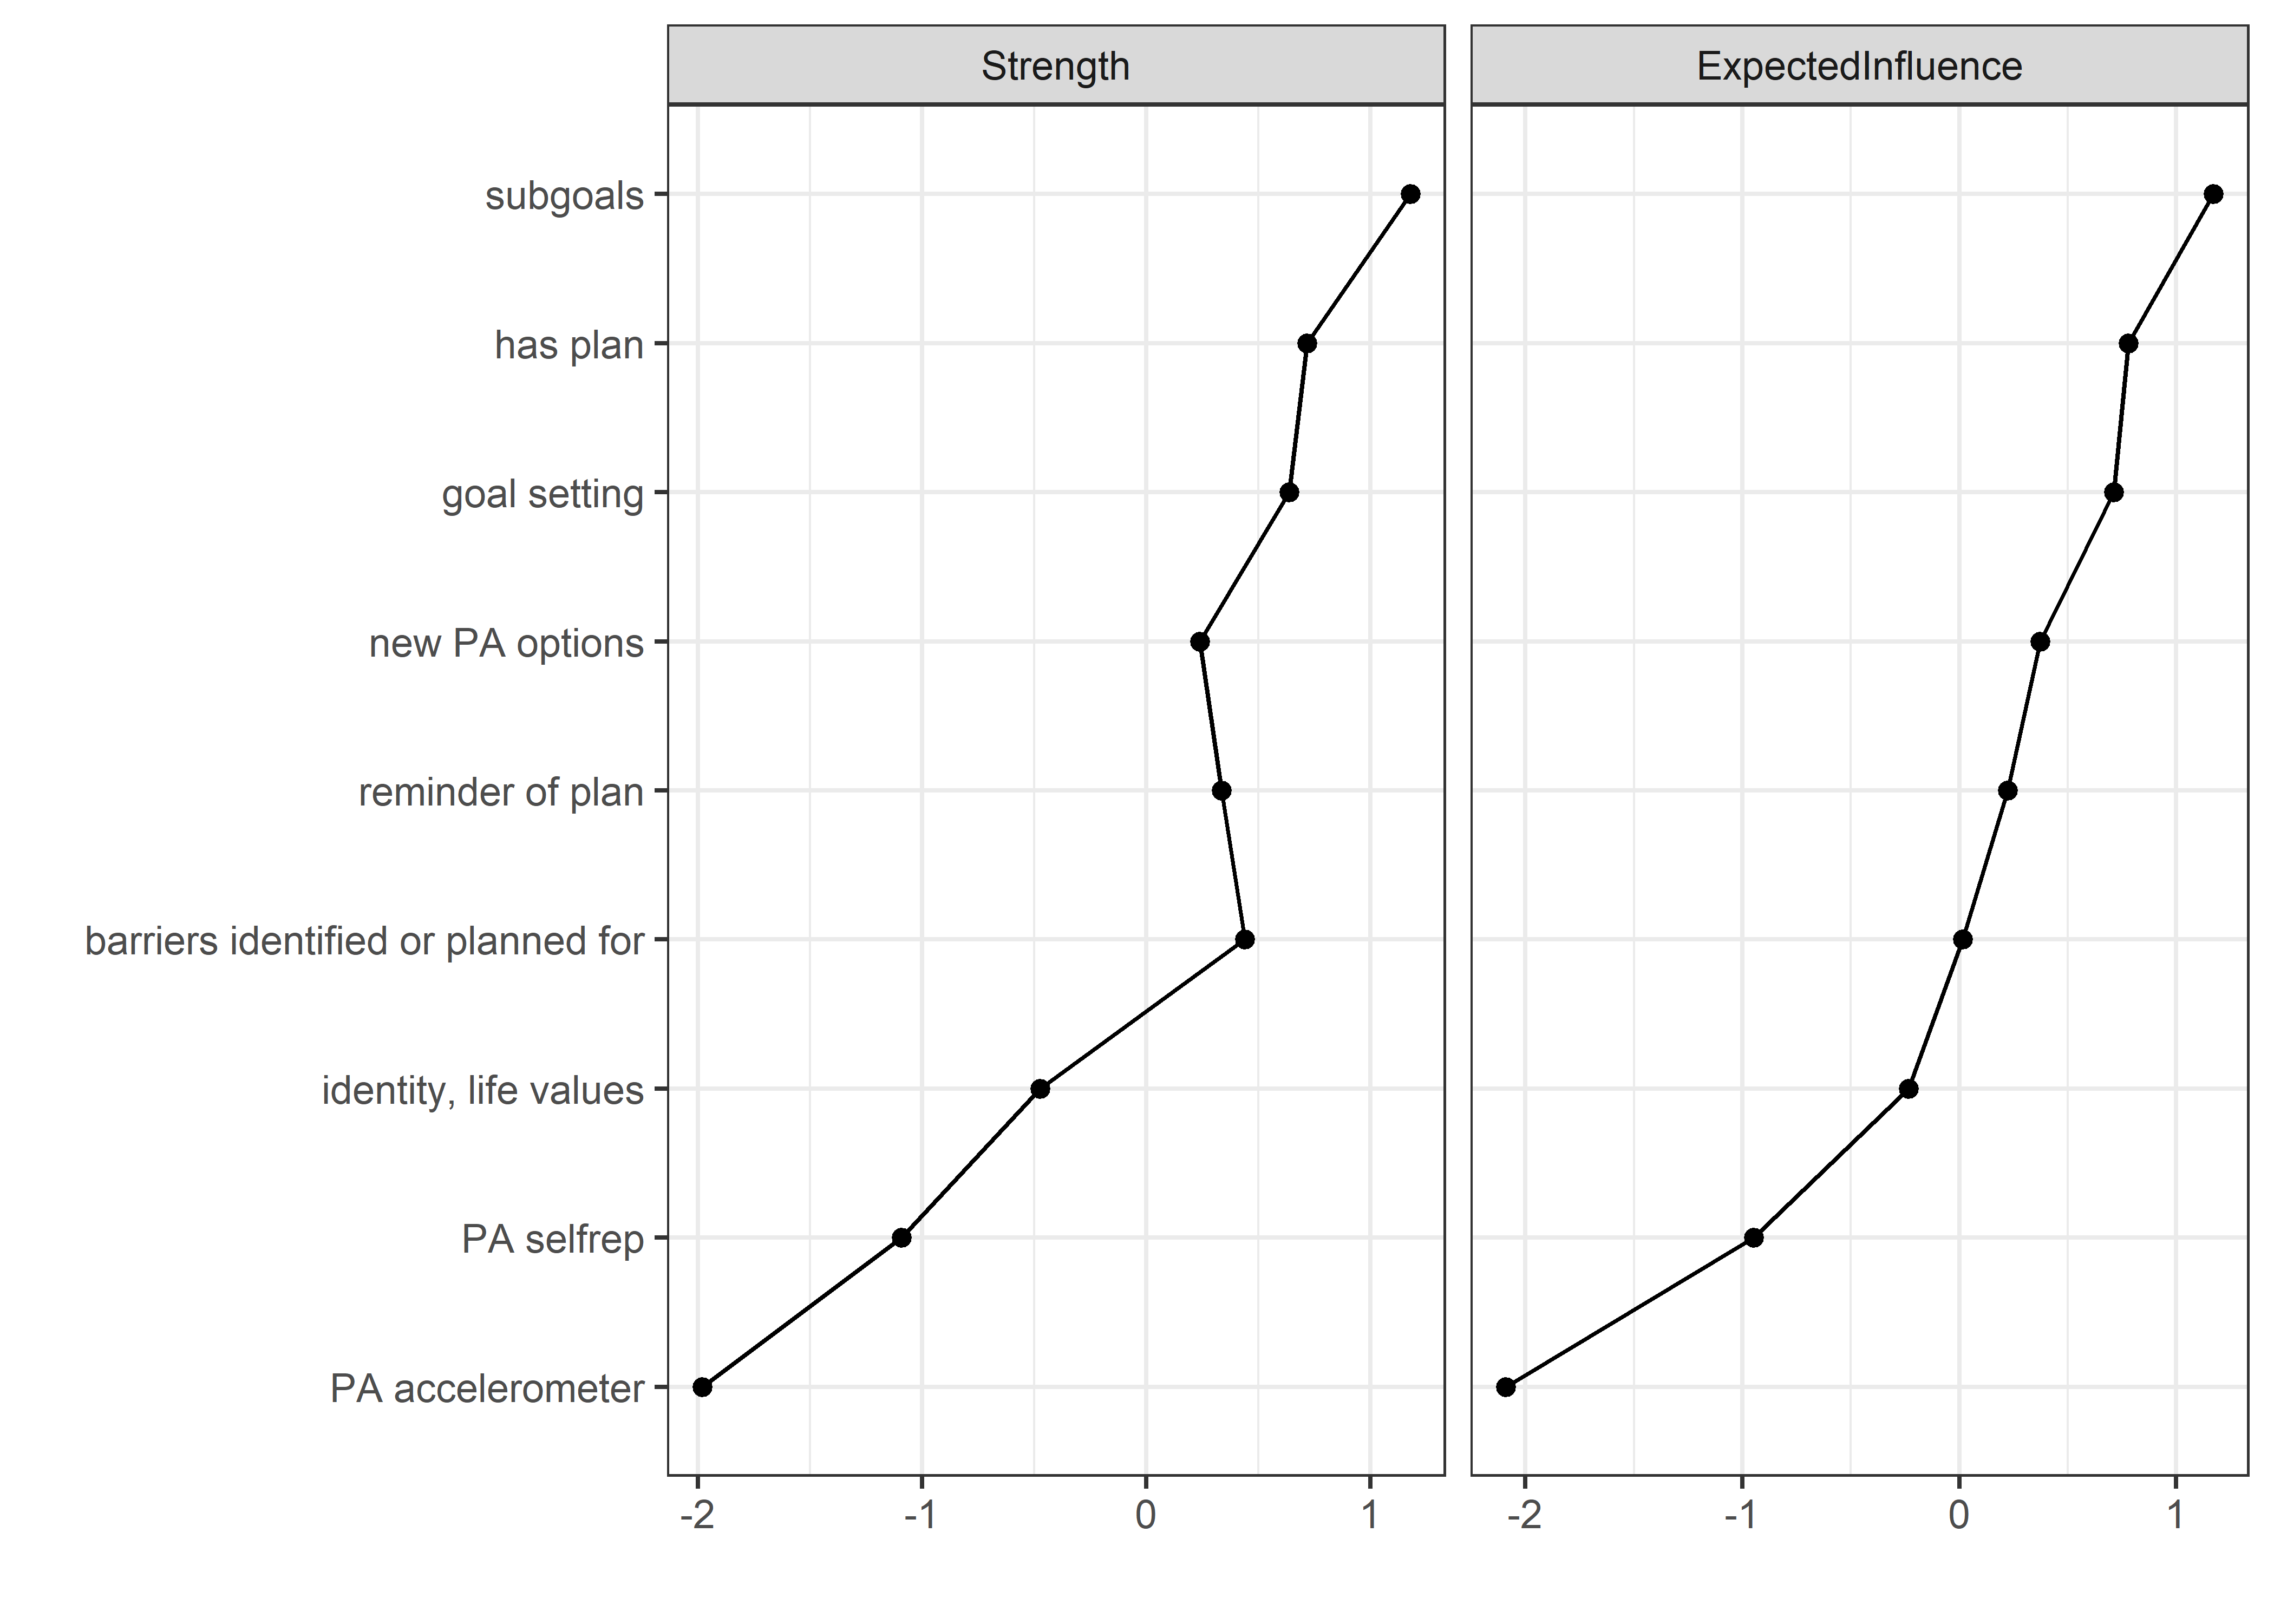 Strength ExpectedInfluence
subgoals
has plan
goal setting
new PA options
reminder of plan
barriers identified or planned for
identity, life values
PA selfrep
PA accelerometer
-2 -1 0 1 -2 -1 0 1